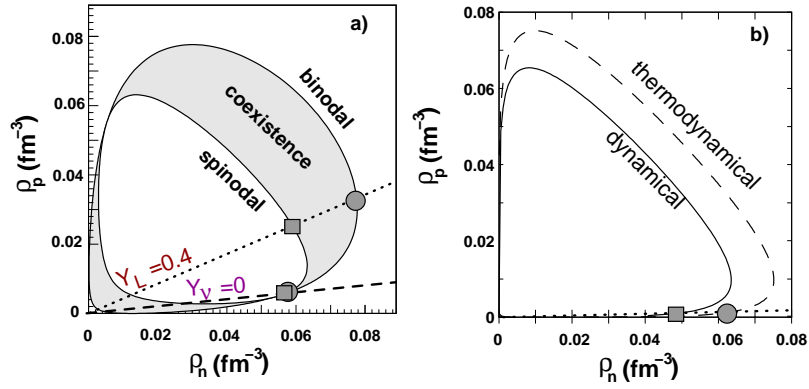 a)
0.08
0.06
0.04
0.02
0
ρp (fm⁻³)
binodal
coexistence
spinodal
Y_L =0.4
Y_ν =0
0 0.02 0.04 0.06 0.08
ρn (fm⁻³)
b)
0.08
0.06
0.04
0.02
0
ρp (fm⁻³)
thermodynamical
dynamical
0 0.02 0.04 0.06 0.08
ρn (fm⁻³)